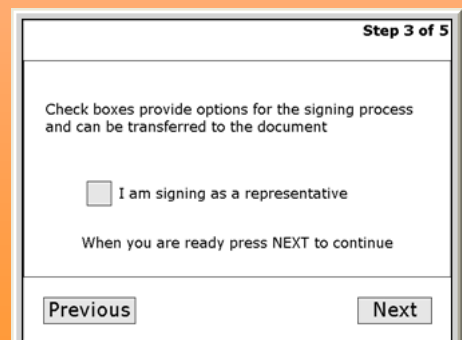 Step 3 of 5
Check boxes provide options for the signing process
and can be transferred to the document
I am signing as a representative
When you are ready press NEXT to continue
Previous
Next